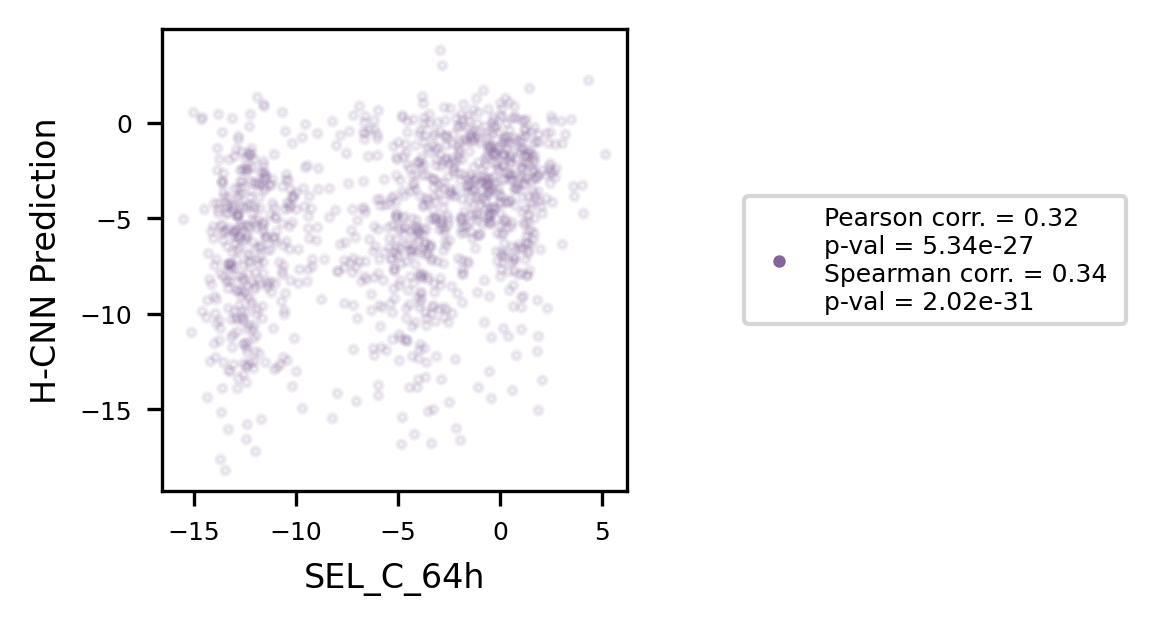 0
−5
−10
−15
H-CNN Prediction
−15 −10 −5 0 5
SEL_C_64h
Pearson corr. = 0.32
p-val = 5.34e-27
Spearman corr. = 0.34
p-val = 2.02e-31